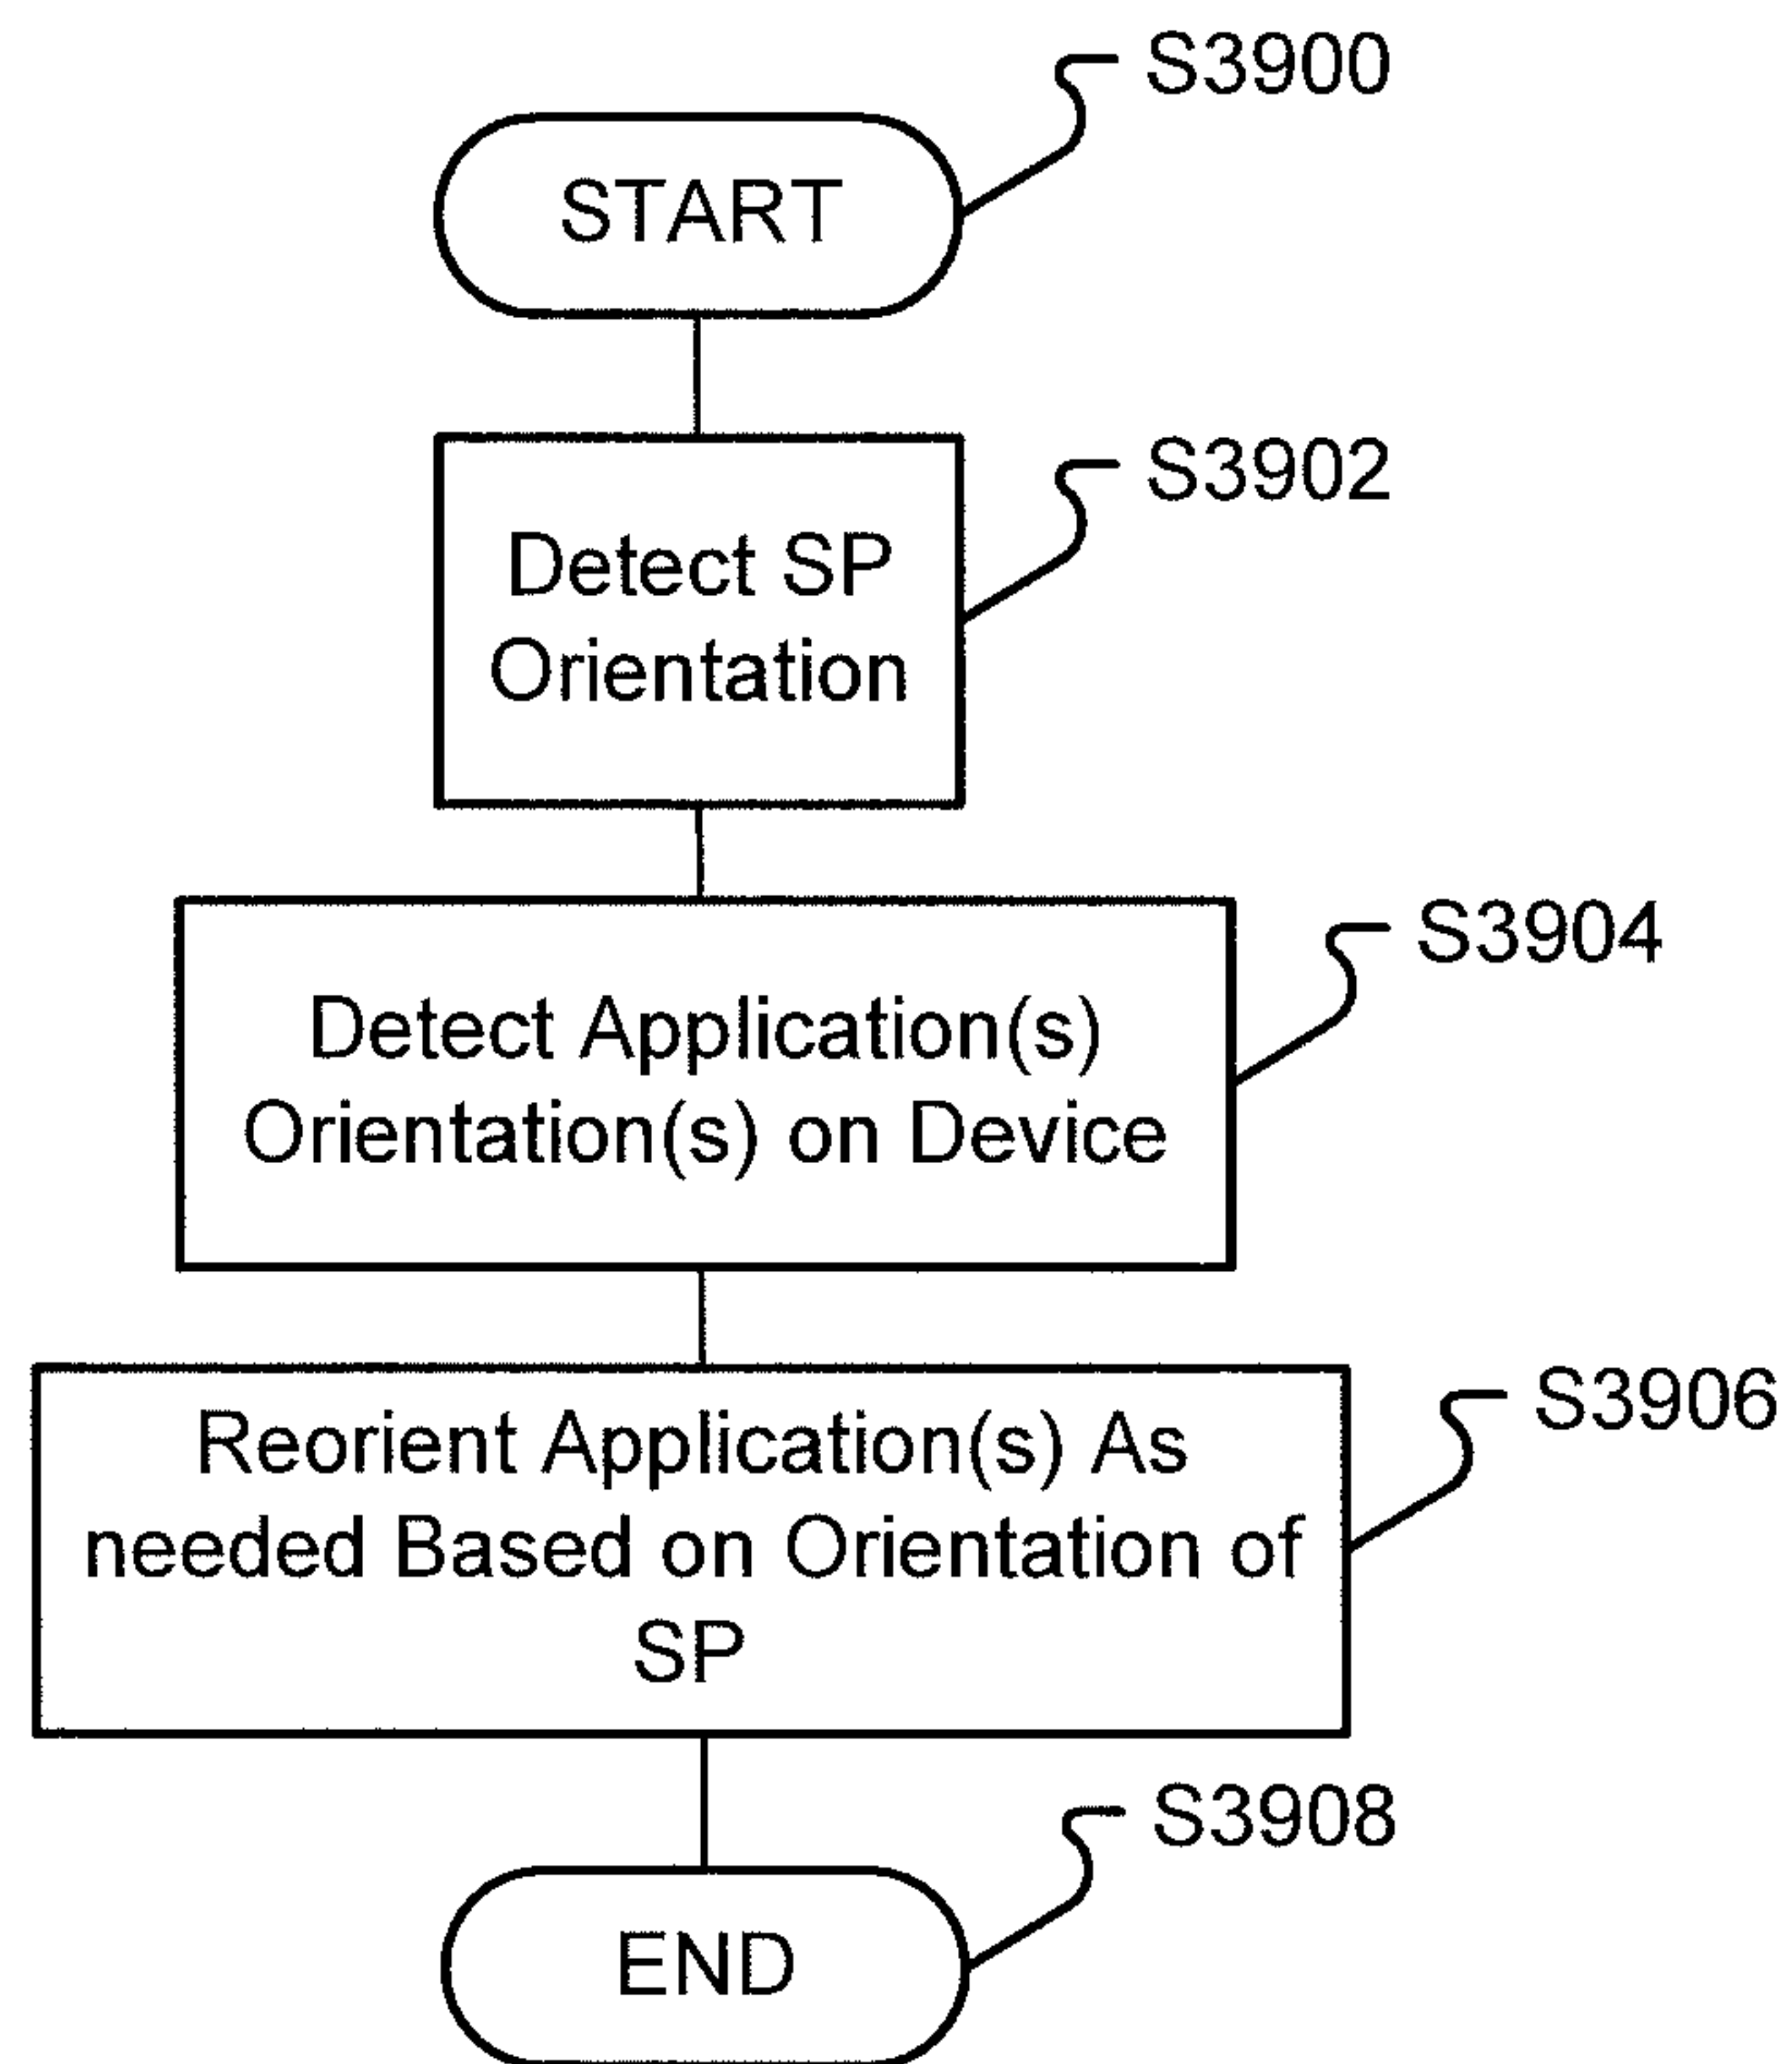 S3900
START
S3902
Detect SP
Orientation
S3904
Detect Application(s)
Orientation(s) on Device
S3906
Reorient Application(s) As
needed Based on Orientation of
SP
S3908
END